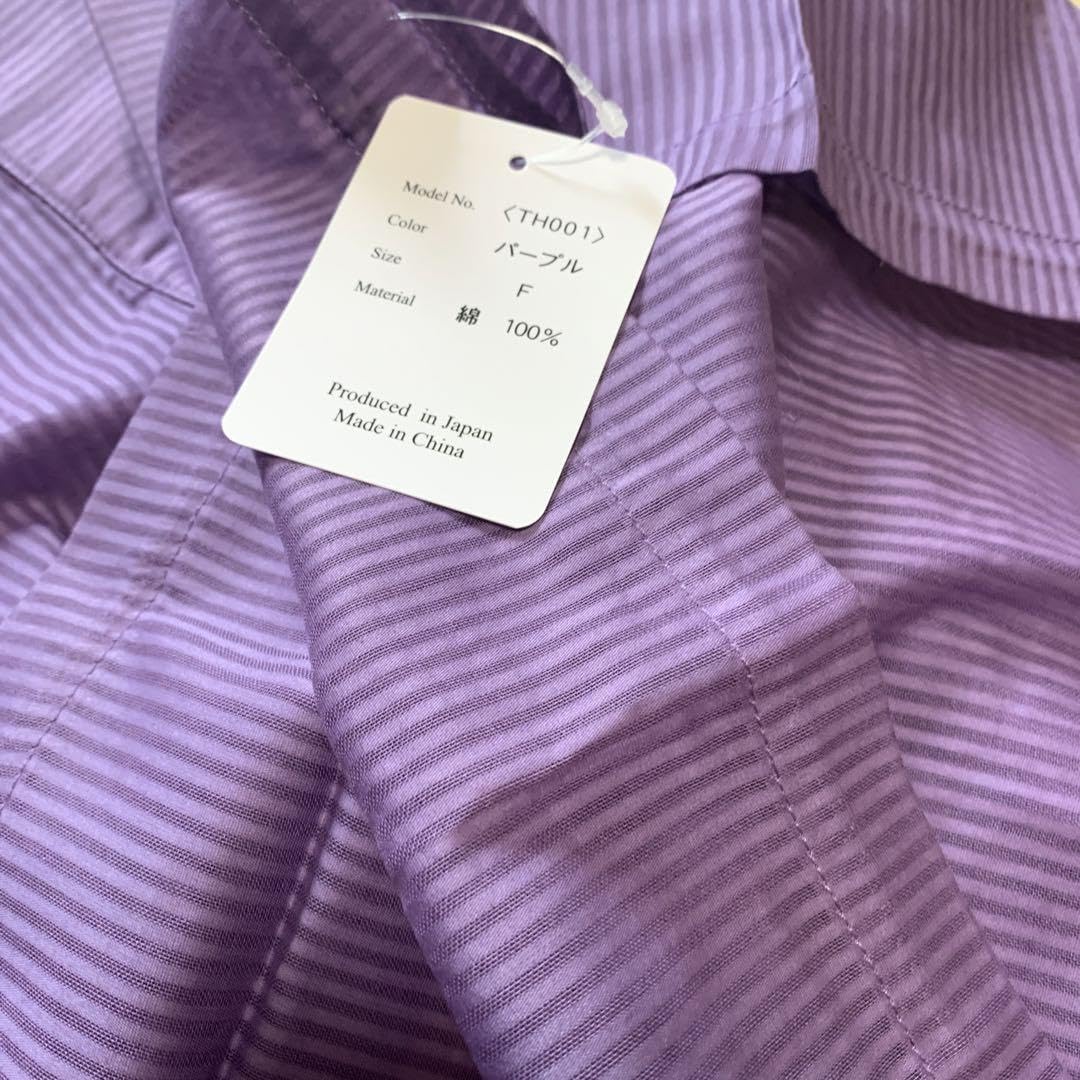 Model No. 〈TH001〉
Color パープル
Size F
Material 綿 100%
Produced in Japan
Made in China